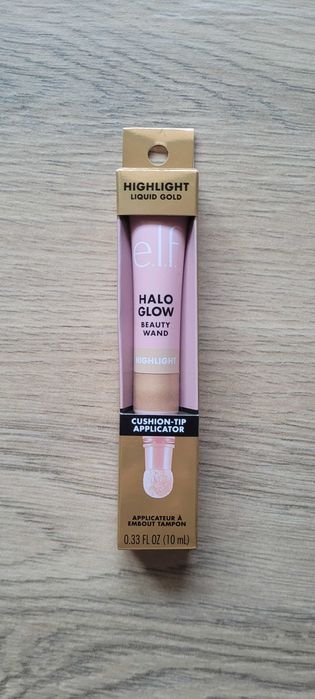 HIGHLIGHT
LIQUID GOLD
e.l.f.
HALO
GLOW
BEAUTY
WAND
HIGHLIGHT
CUSHION-TIP
APPLICATOR
APPLICATEUR À
EMBOUT TAMPON
0.33 FL OZ (10 mL)